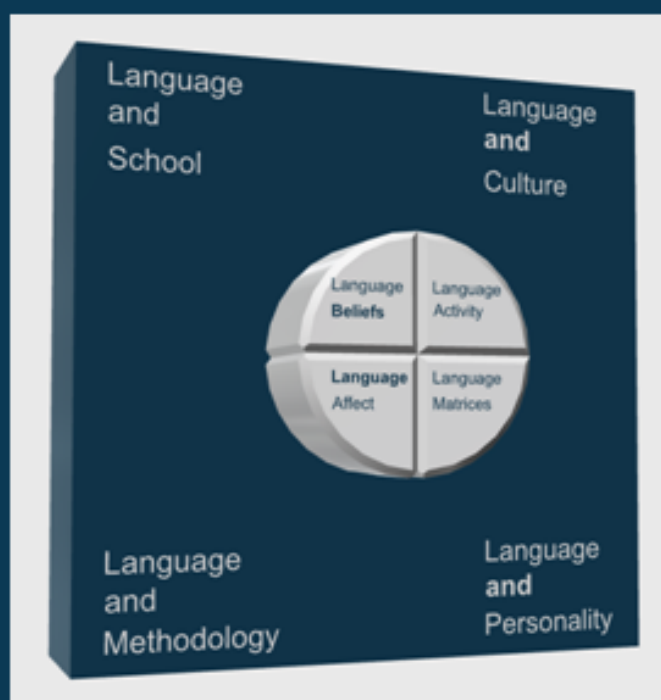 Language
and
School
Language
and
Culture
Language
Beliefs
Language
Activity
Language
Affect
Language
Matrices
Language
and
Methodology
Language
and
Personality